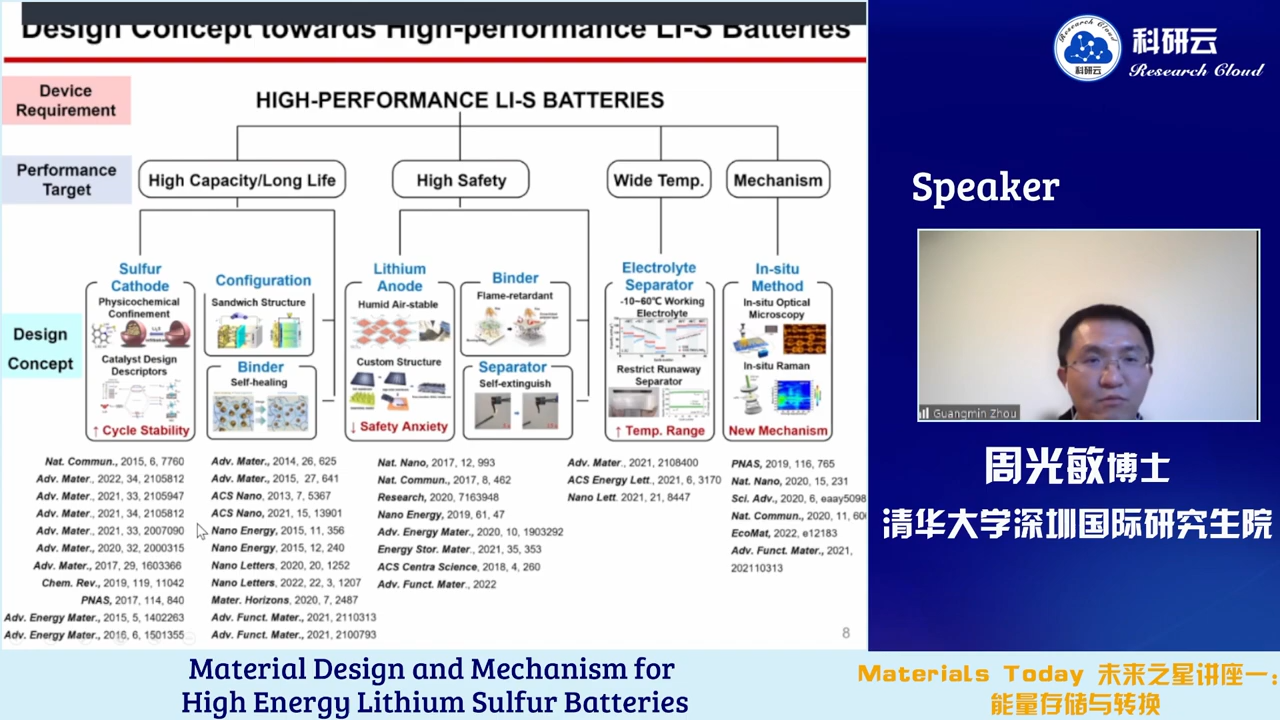 Design Concept towards High-performance LI-S Batteries
Device
Requirement
HIGH-PERFORMANCE LI-S BATTERIES
Performance
Target
High Capacity/Long Life
High Safety
Wide Temp.
Mechanism
Design
Concept
Sulfur
Cathode
Physicochemical
Confinement
Catalyst Design
Descriptors
↑ Cycle Stability
Configuration
Sandwich Structure
Binder
Self-healing
Lithium
Anode
Humid Air-stable
Custom Structure
↓ Safety Anxiety
Binder
Flame-retardant
Separator
Self-extinguish
Electrolyte
Separator
-10~60℃ Working
Electrolyte
Restrict Runaway
Separator
↑ Temp. Range
In-situ
Method
In-situ Optical
Microscopy
In-situ Raman
New Mechanism
Nat. Commun., 2015, 6, 7760
Adv. Mater., 2022, 34, 2105812
Adv. Mater., 2021, 33, 2105947
Adv. Mater., 2021, 34, 2105812
Adv. Mater., 2021, 33, 2007090
Adv. Mater., 2020, 32, 2000315
Adv. Mater., 2017, 29, 1603366
Chem. Rev., 2019, 119, 11042
PNAS, 2017, 114, 840
Adv. Energy Mater., 2015, 5, 1402263
Adv. Energy Mater., 2016, 6, 1501355
Adv. Mater., 2014, 26, 625
Adv. Mater., 2015, 27, 641
ACS Nano, 2013, 7, 5367
ACS Nano, 2021, 15, 13901
Nano Energy, 2015, 11, 356
Nano Energy, 2015, 12, 240
Nano Letters, 2020, 20, 1252
Nano Letters, 2022, 22, 3, 1207
Mater. Horizons, 2020, 7, 2487
Adv. Funct. Mater., 2021, 2110313
Adv. Funct. Mater., 2021, 2100793
Nat. Nano, 2017, 12, 993
Nat. Commun., 2017, 8, 462
Research, 2020, 7163948
Nano Energy, 2019, 61, 47
Adv. Energy Mater., 2020, 10, 1903292
Energy Stor. Mater., 2021, 35, 353
ACS Centra Science, 2018, 4, 260
Adv. Funct. Mater., 2022
Adv. Mater., 2021, 2108400
ACS Energy Lett., 2021, 6, 3170
Nano Lett. 2021, 21, 8447
PNAS, 2019, 116, 765
Nat. Nano, 2020, 15, 231
Sci. Adv., 2020, 6, eaay5098
Nat. Commun., 2020, 11, 60
EcoMat, 2022, e12183
Adv. Funct. Mater., 2021,
202110313
8
Research Cloud
科研云
科研云
Research Cloud
Speaker
Guangmin Zhou
周光敏博士
清华大学深圳国际研究生院
Material Design and Mechanism for
High Energy Lithium Sulfur Batteries
Materials Today 未来之星讲座一:
能量存储与转换